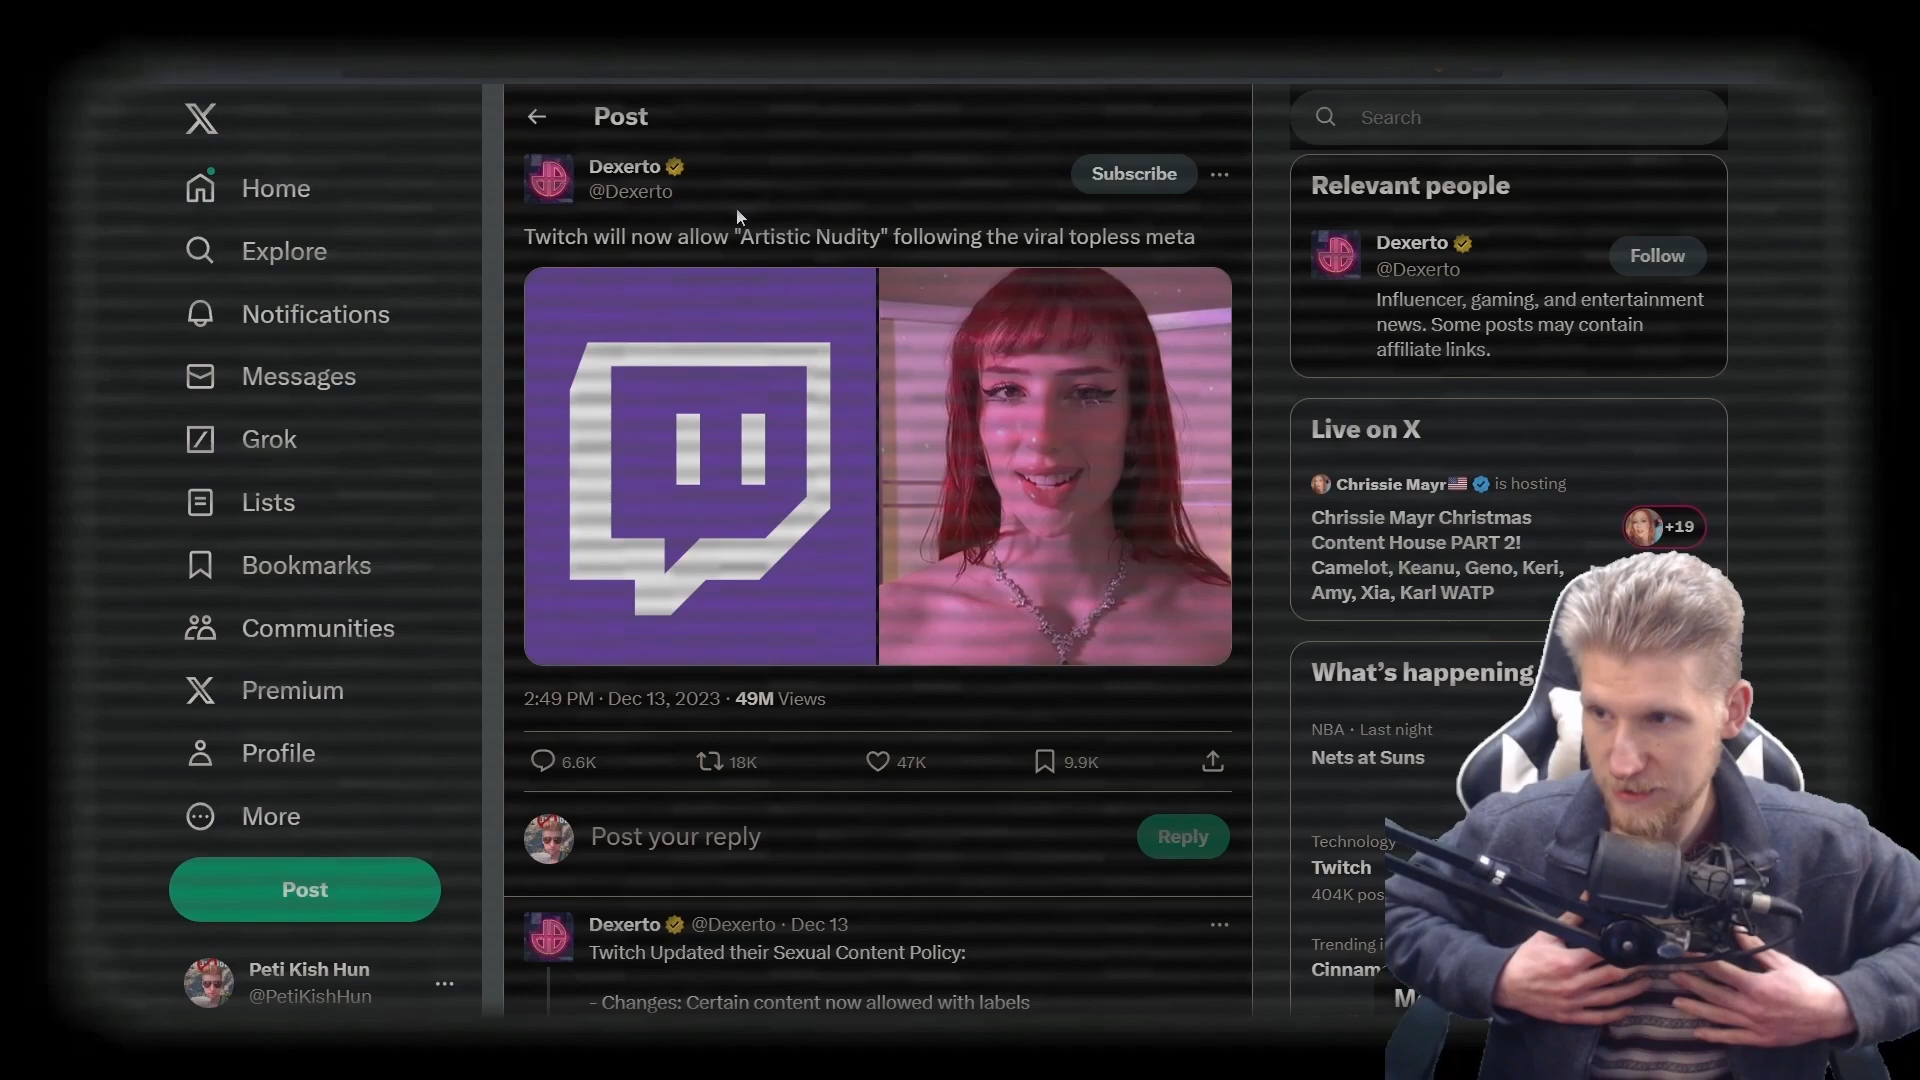 Home
Explore
Notifications
Messages
Grok
Lists
Bookmarks
Communities
Premium
Profile
More
Post
Peti Kish Hun
@PetiKishHun
Post
Dexerto
@Dexerto
Subscribe
Twitch will now allow "Artistic Nudity" following the viral topless meta
2:49 PM · Dec 13, 2023 · 49M Views
6.6K 18K 47K 9.9K
Post your reply
Reply
Dexerto @Dexerto · Dec 13
Twitch Updated their Sexual Content Policy:
- Changes: Certain content now allowed with labels
Search
Relevant people
Dexerto
@Dexerto
Follow
Influencer, gaming, and entertainment
news. Some posts may contain
affiliate links.
Live on X
Chrissie Mayr is hosting
Chrissie Mayr Christmas
Content House PART 2!
Camelot, Keanu, Geno, Keri,
Amy, Xia, Karl WATP
+19
What's happening
NBA · Last night
Nets at Suns
Technology
Twitch
404K pos
Trending i
Cinnam